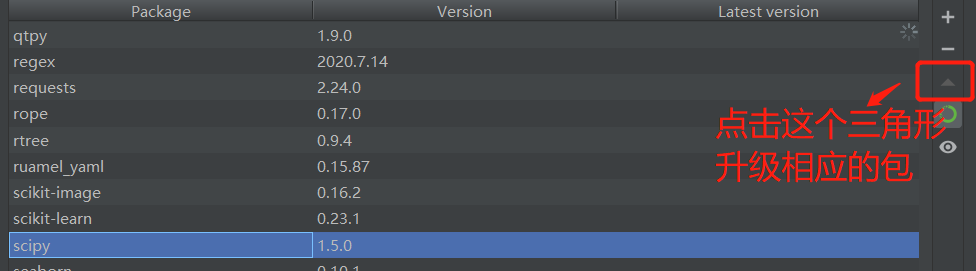 Package Version Latest version
qtpy 1.9.0
regex 2020.7.14
requests 2.24.0
rope 0.17.0
rtree 0.9.4
ruamel_yaml 0.15.87
scikit-image 0.16.2
scikit-learn 0.23.1
scipy 1.5.0
seaborn 0.10.1
点击这个三角形
升级相应的包